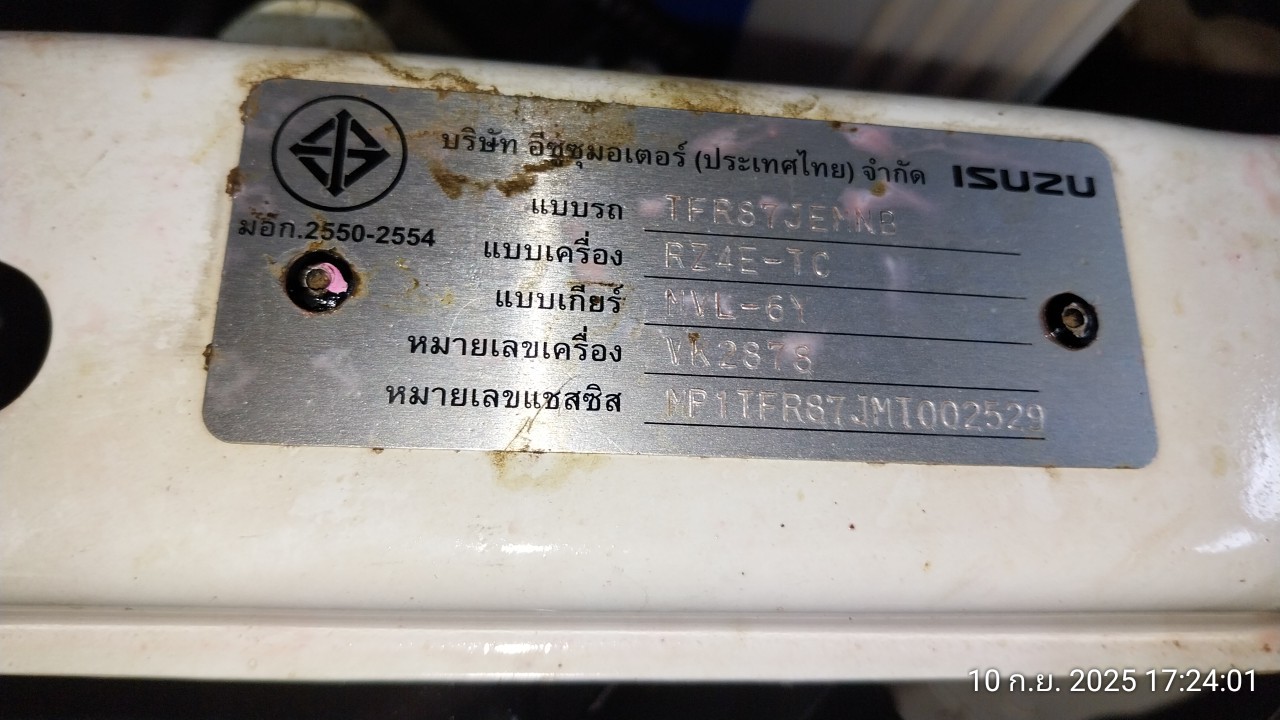 บริษัท อีซูซุมอเตอร์ (ประเทศไทย) จำกัด ISUZU
มอก.2550-2554
แบบรถ TFR87JEMNB
แบบเครื่อง RZ4E-TC
แบบเกียร์ MVL-6Y
หมายเลขเครื่อง
หมายเลขแชสซิส MP1TFR87JMT002529
10 ก.ย. 2025 17:24:01